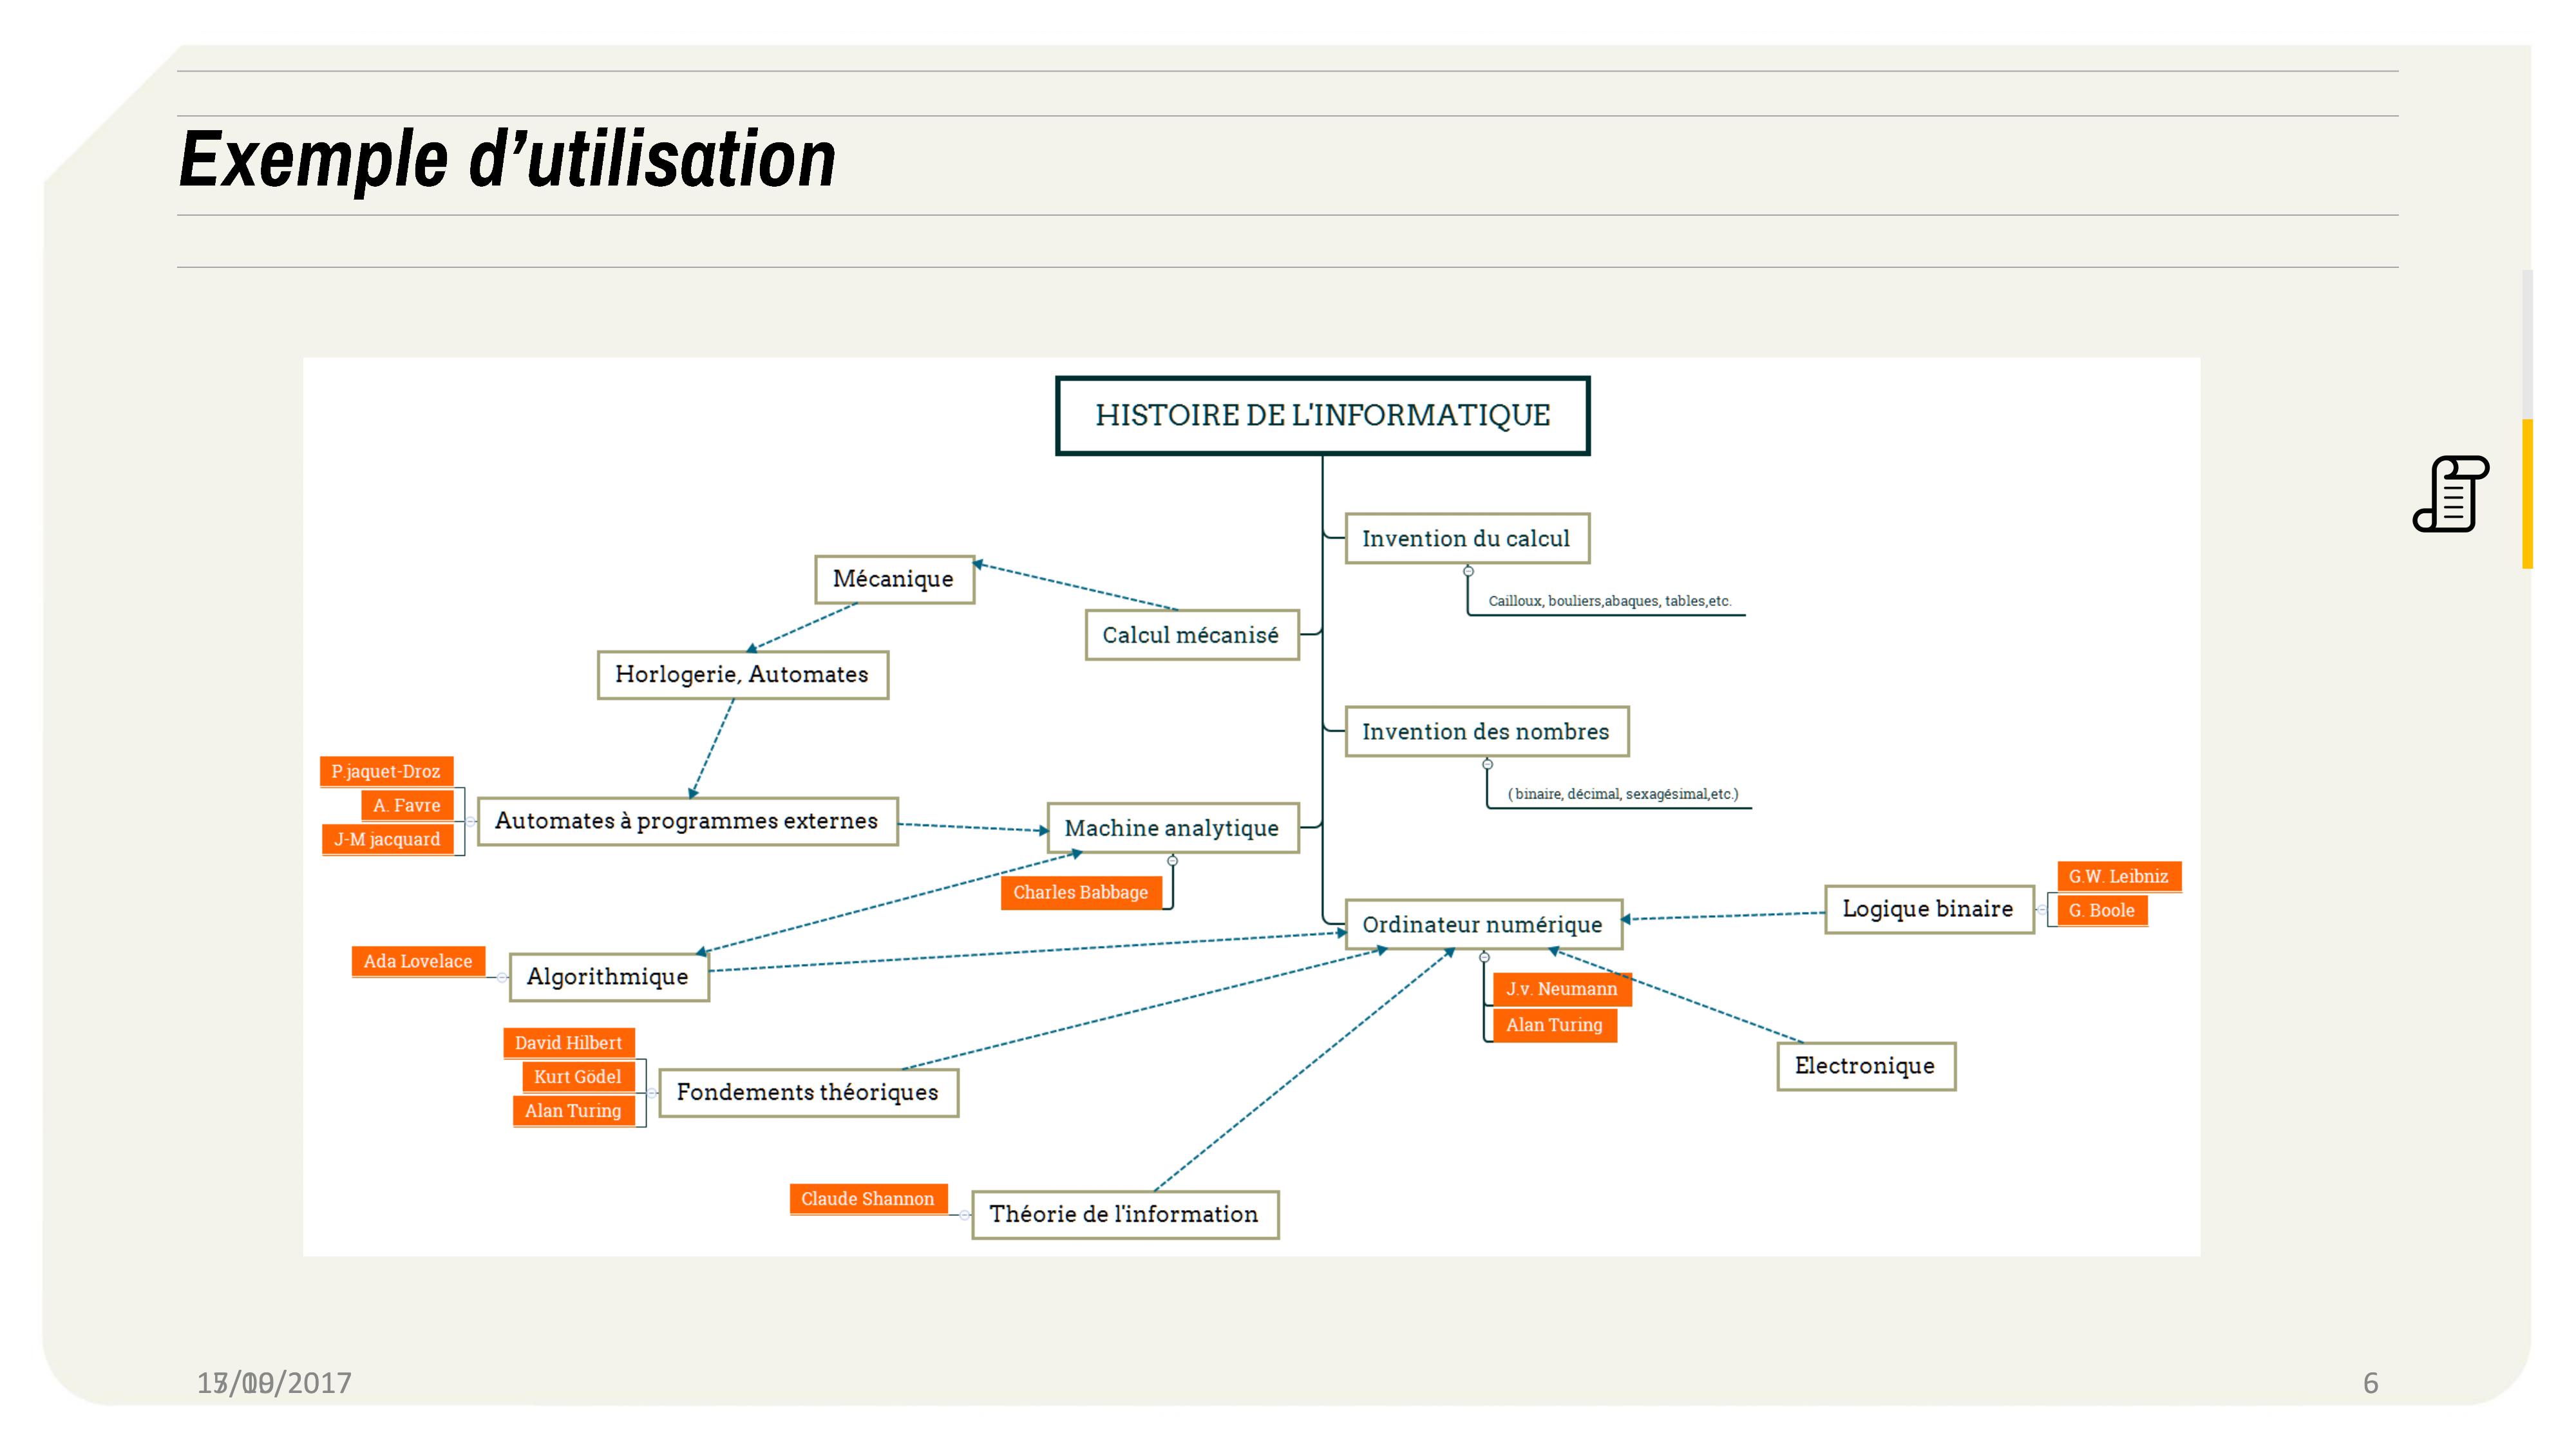 Exemple d’utilisation
HISTOIRE DE L'INFORMATIQUE
Invention du calcul
Cailloux, bouliers,abaques, tables,etc.
Mécanique
Calcul mécanisé
Horlogerie, Automates
Invention des nombres
( binaire, décimal, sexagésimal,etc.)
P.jaquet-Droz
A. Favre
J-M jacquard
Automates à programmes externes
Machine analytique
Charles Babbage
G.W. Leibniz
G. Boole
Logique binaire
Ordinateur numérique
J.v. Neumann
Alan Turing
Ada Lovelace
Algorithmique
Electronique
David Hilbert
Kurt Gödel
Alan Turing
Fondements théoriques
Claude Shannon
Théorie de l'information
/2017
6